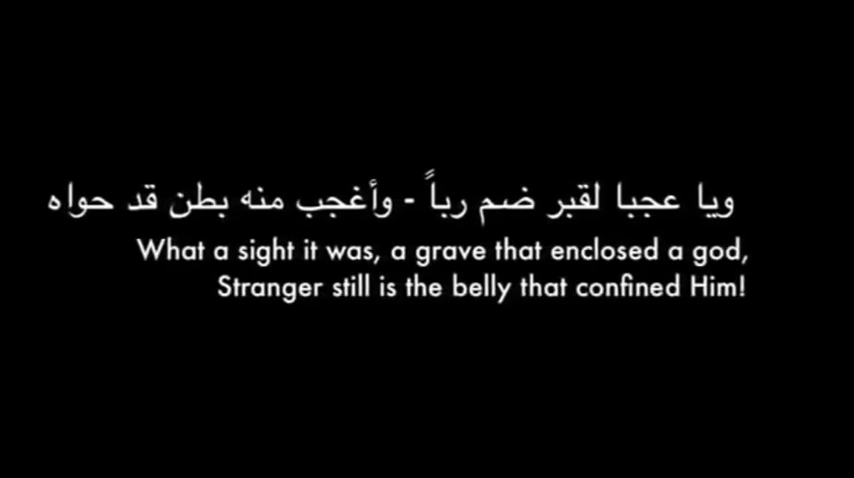 ويا عجبا لقبر ضم رباً - وأغجب منه بطن قد حواه
What a sight it was, a grave that enclosed a god,
Stranger still is the belly that confined Him!